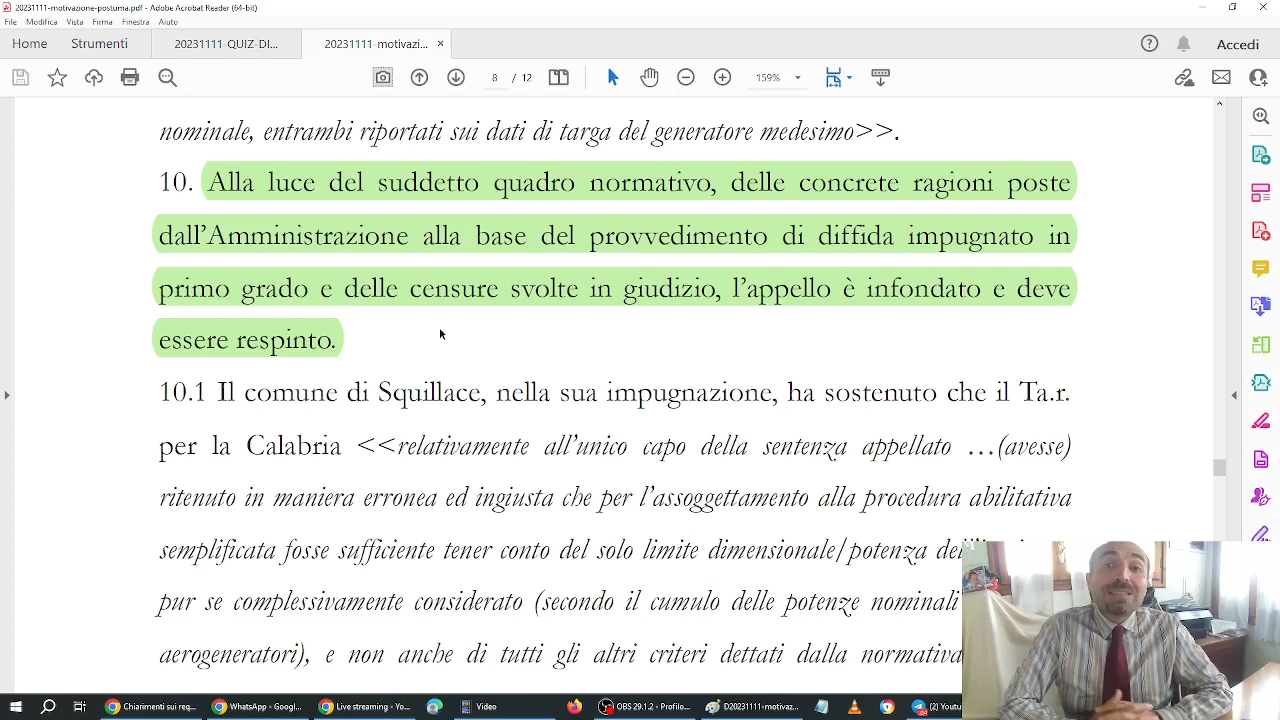 20231111-motivazione-postuma.pdf - Adobe Acrobat Reader (64-bit)
File Modifica Vista Firma Finestra Aiuto
Home Strumenti 20231111-QUIZ-DI... 20231111-motivazi... × Accedi
8 / 12 159%
nominale, entrambi riportati sui dati di targa del generatore medesimo>>.
10. Alla luce del suddetto quadro normativo, delle concrete ragioni poste
dall'Amministrazione alla base del provvedimento di diffida impugnato in
primo grado e delle censure svolte in giudizio, l'appello è infondato e deve
essere respinto.
10.1 Il comune di Squillace, nella sua impugnazione, ha sostenuto che il Ta.r.
per la Calabria <<relativamente all'unico capo della sentenza appellato …(avesse)
ritenuto in maniera erronea ed ingiusta che per l'assoggettamento alla procedura abilitativa
semplificata fosse sufficiente tener conto del solo limite dimensionale/potenza
pur se complessivamente considerato (secondo il cumulo delle potenze nominali
aerogeneratori), e non anche di tutti gli altri criteri dettati dalla normativa
Chiarimenti su req... WhatsApp - Googl... Live streaming - Yo... Video OBS 29.1.2 - Profilo... D20231111+motivaz... (2) Youtub